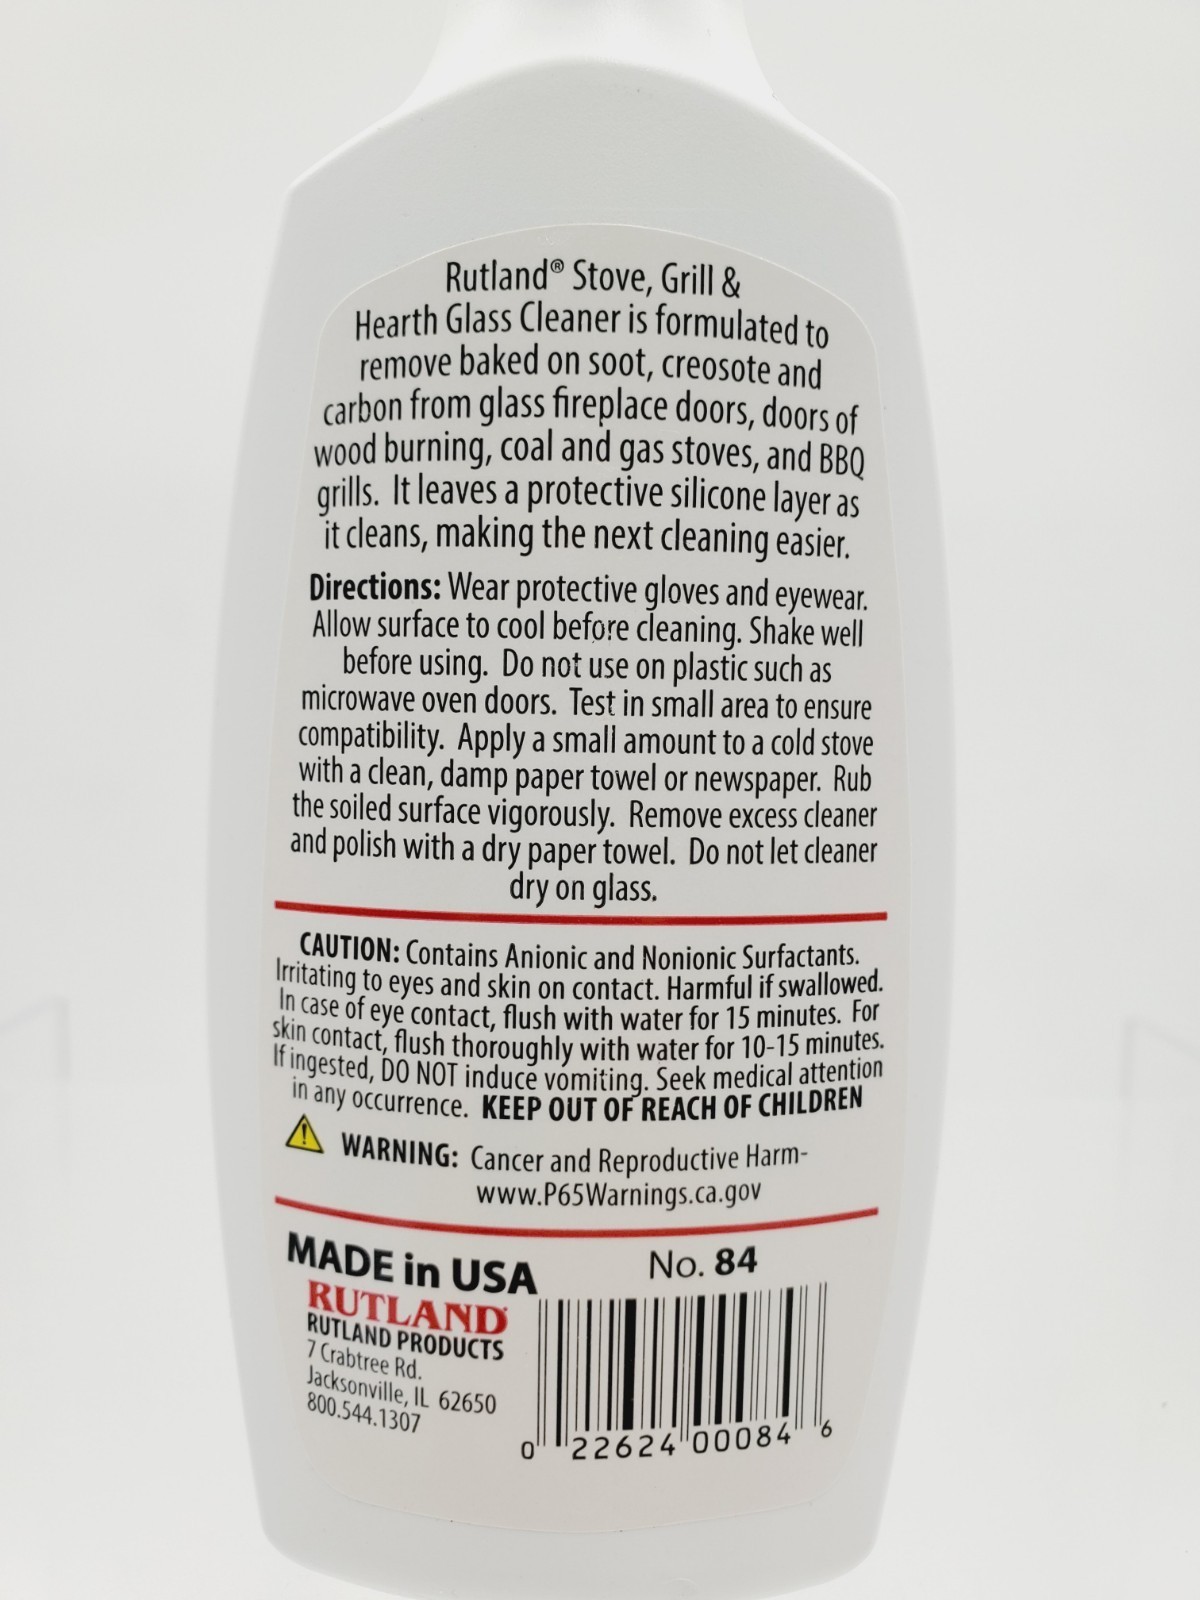 Rutland® Stove, Grill &
Hearth Glass Cleaner is formulated to
remove baked on soot, creosote and
carbon from glass fireplace doors, doors of
wood burning, coal and gas stoves, and BBQ
grills. It leaves a protective silicone layer as
it cleans, making the next cleaning easier.
Directions: Wear protective gloves and eyewear.
Allow surface to cool before cleaning. Shake well
before using. Do not use on plastic such as
microwave oven doors. Test in small area to ensure
compatibility. Apply a small amount to a cold stove
with a clean, damp paper towel or newspaper. Rub
the soiled surface vigorously. Remove excess cleaner
and polish with a dry paper towel. Do not let cleaner
dry on glass.
CAUTION: Contains Anionic and Nonionic Surfactants.
Irritating to eyes and skin on contact. Harmful if swallowed.
In case of eye contact, flush with water for 15 minutes. For
skin contact, flush thoroughly with water for 10-15 minutes.
If ingested, DO NOT induce vomiting. Seek medical attention
in any occurrence. KEEP OUT OF REACH OF CHILDREN
WARNING: Cancer and Reproductive Harm-
www.P65Warnings.ca.gov
MADE in USA
RUTLAND
RUTLAND PRODUCTS
7 Crabtree Rd.
Jacksonville, IL 62650
800.544.1307
No. 84
0 22624 00084 6